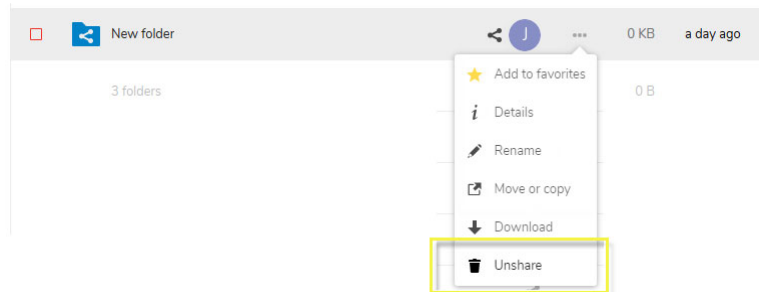 New folder J ... 0 KB a day ago
Add to favorites
3 folders 0 B
i Details
Rename
Move or copy
Download
Unshare